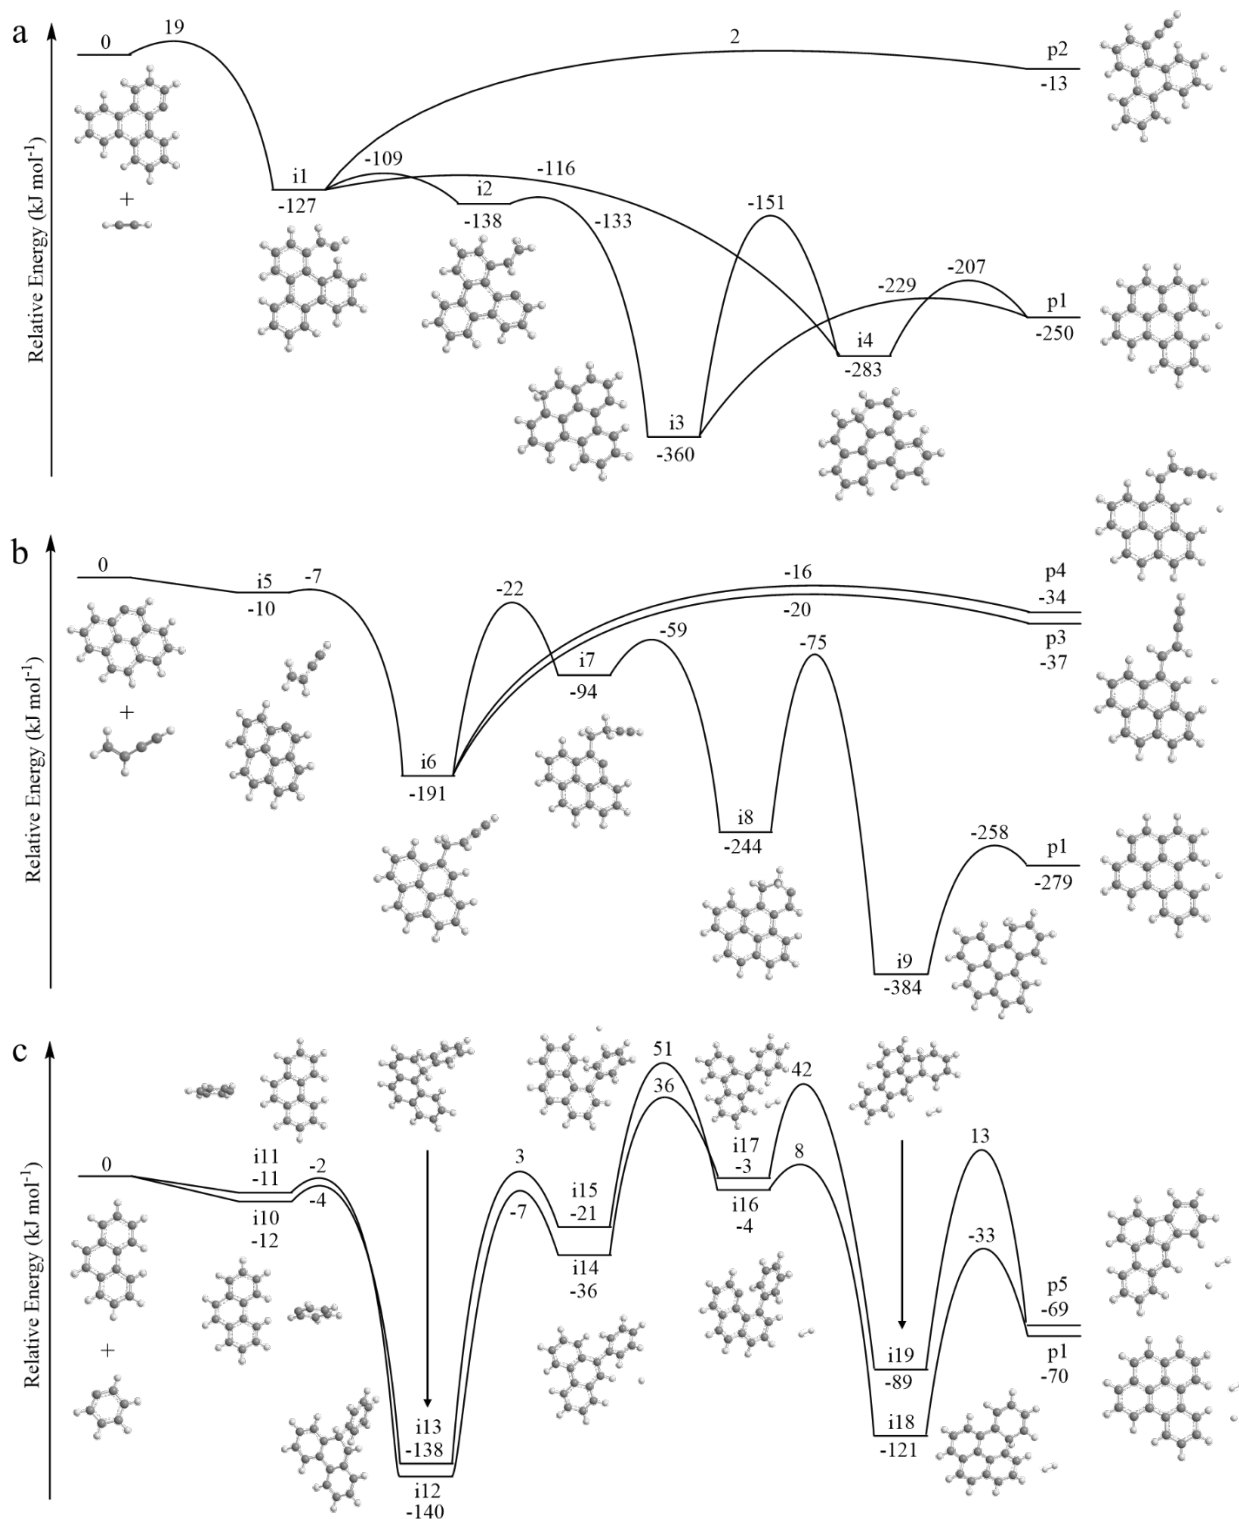 a
Relative Energy (kJ mol-1)
0
19
2
p2
-13
+
i1
-127
-109
-116
i2
-138
-133
-151
i3
-360
i4
-283
-229
-207
p1
-250
b
Relative Energy (kJ mol-1)
0
+
i5
-10
-7
i6
-191
-22
i7
-94
-59
-16
-20
p4
-34
p3
-37
i8
-244
-75
i9
-384
-258
p1
-279
c
Relative Energy (kJ mol-1)
0
+
i11
-11
i10
-12
-2
-4
i13
-138
i12
-140
3
-7
i15
-21
i14
-36
51
36
i17
-3
i16
-4
42
8
i19
-89
i18
-121
13
-33
p5
-69
p1
-70